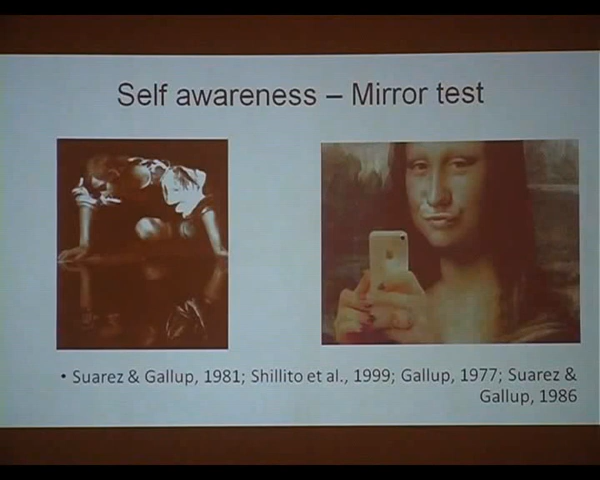 Self awareness – Mirror test
• Suarez & Gallup, 1981; Shillito et al., 1999; Gallup, 1977; Suarez &
Gallup, 1986